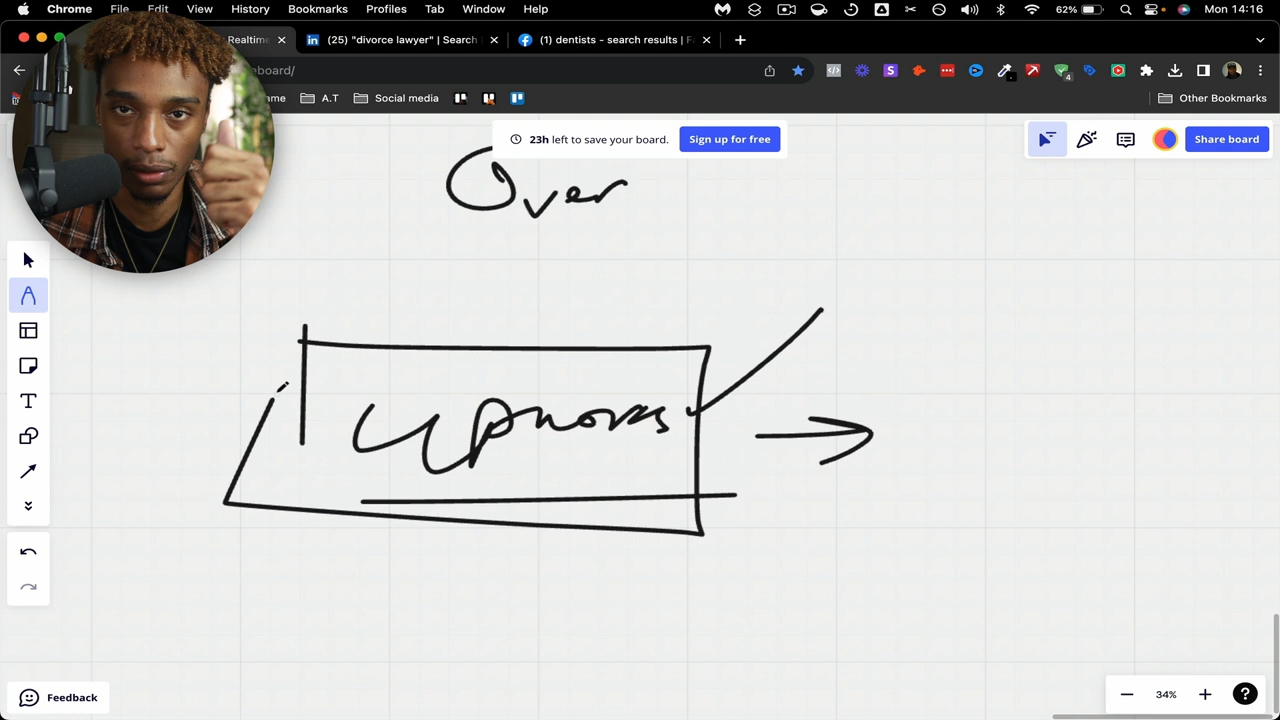 Chrome File Edit View History Bookmarks Profiles Tab Window Help 62% Mon 14:16
Realtime (25) "divorce lawyer" | Search (1) dentists - search results | F
eboard/
me A.T Social media Other Bookmarks
23h left to save your board. Sign up for free
Share board
Over
Feedback
34%